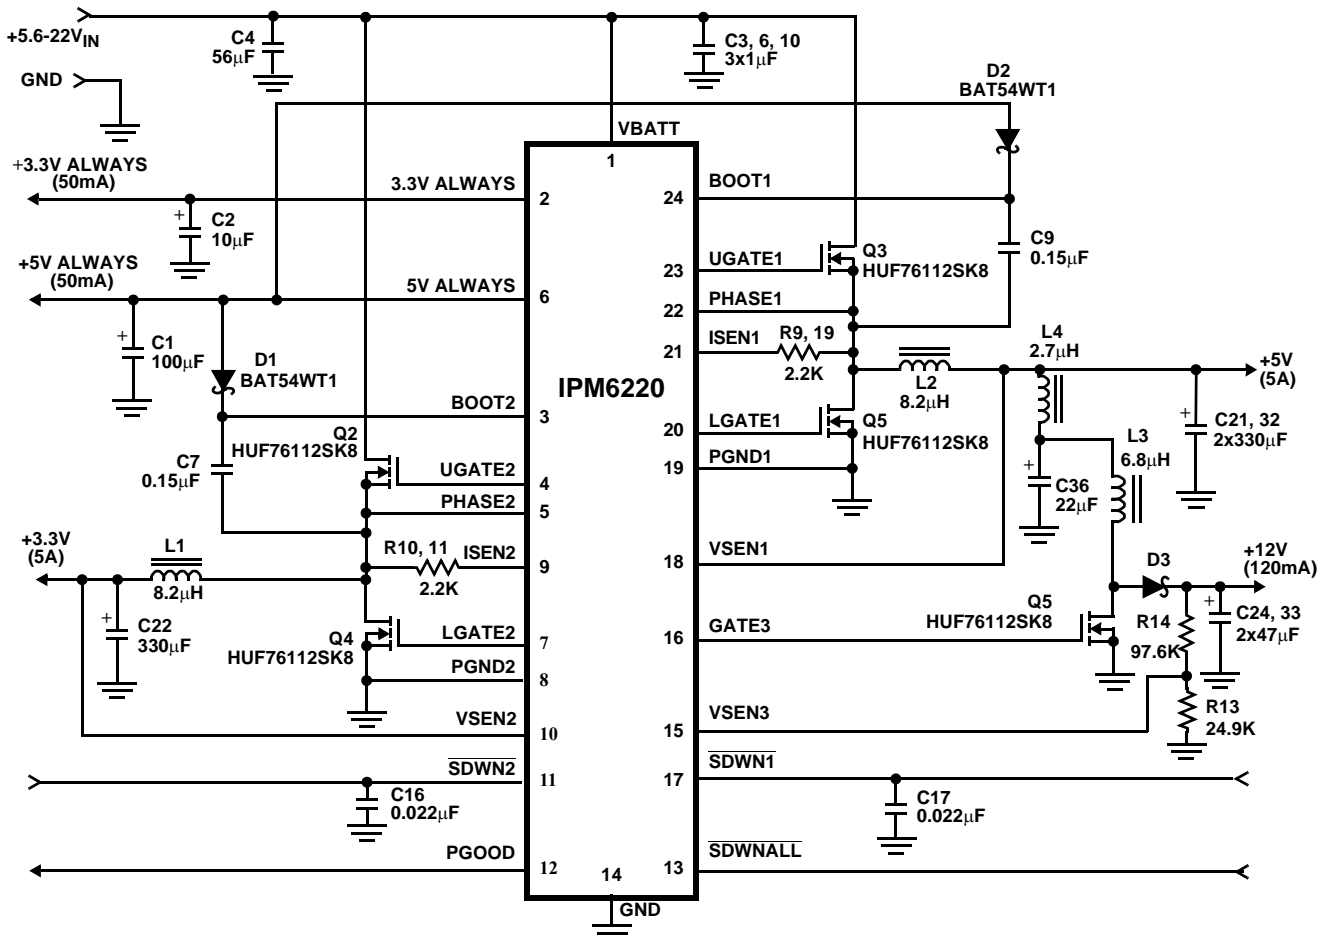 +5.6-22VIN
C4
56µF
C3, 6, 10
3x1µF
GND
D2
BAT54WT1
VBATT
1
+3.3V ALWAYS
(50mA)
3.3V ALWAYS
2
BOOT1
24
C2
10µF
C9
0.15µF
+5V ALWAYS
(50mA)
5V ALWAYS
6
UGATE1
23
Q3
HUF76112SK8
PHASE1
22
C1
100µF
D1
BAT54WT1
ISEN1
21
R9, 19
2.2K
L4
2.7µH
+5V
(5A)
IPM6220
L2
8.2µH
BOOT2
3
LGATE1
20
Q5
HUF76112SK8
C21, 32
2x330µF
Q2
HUF76112SK8
C7
0.15µF
UGATE2
4
PGND1
19
L3
6.8µH
C36
22µF
PHASE2
5
+3.3V
(5A)
L1
8.2µH
R10, 11
2.2K
ISEN2
9
VSEN1
18
D3
+12V
(120mA)
C22
330µF
Q4
HUF76112SK8
LGATE2
7
GATE3
16
Q5
HUF76112SK8
R14
97.6K
C24, 33
2x47µF
PGND2
8
VSEN2
10
VSEN3
15
R13
24.9K
SDWN2
11
SDWN1
17
C16
0.022µF
C17
0.022µF
PGOOD
12
SDWNALL
13
14
GND